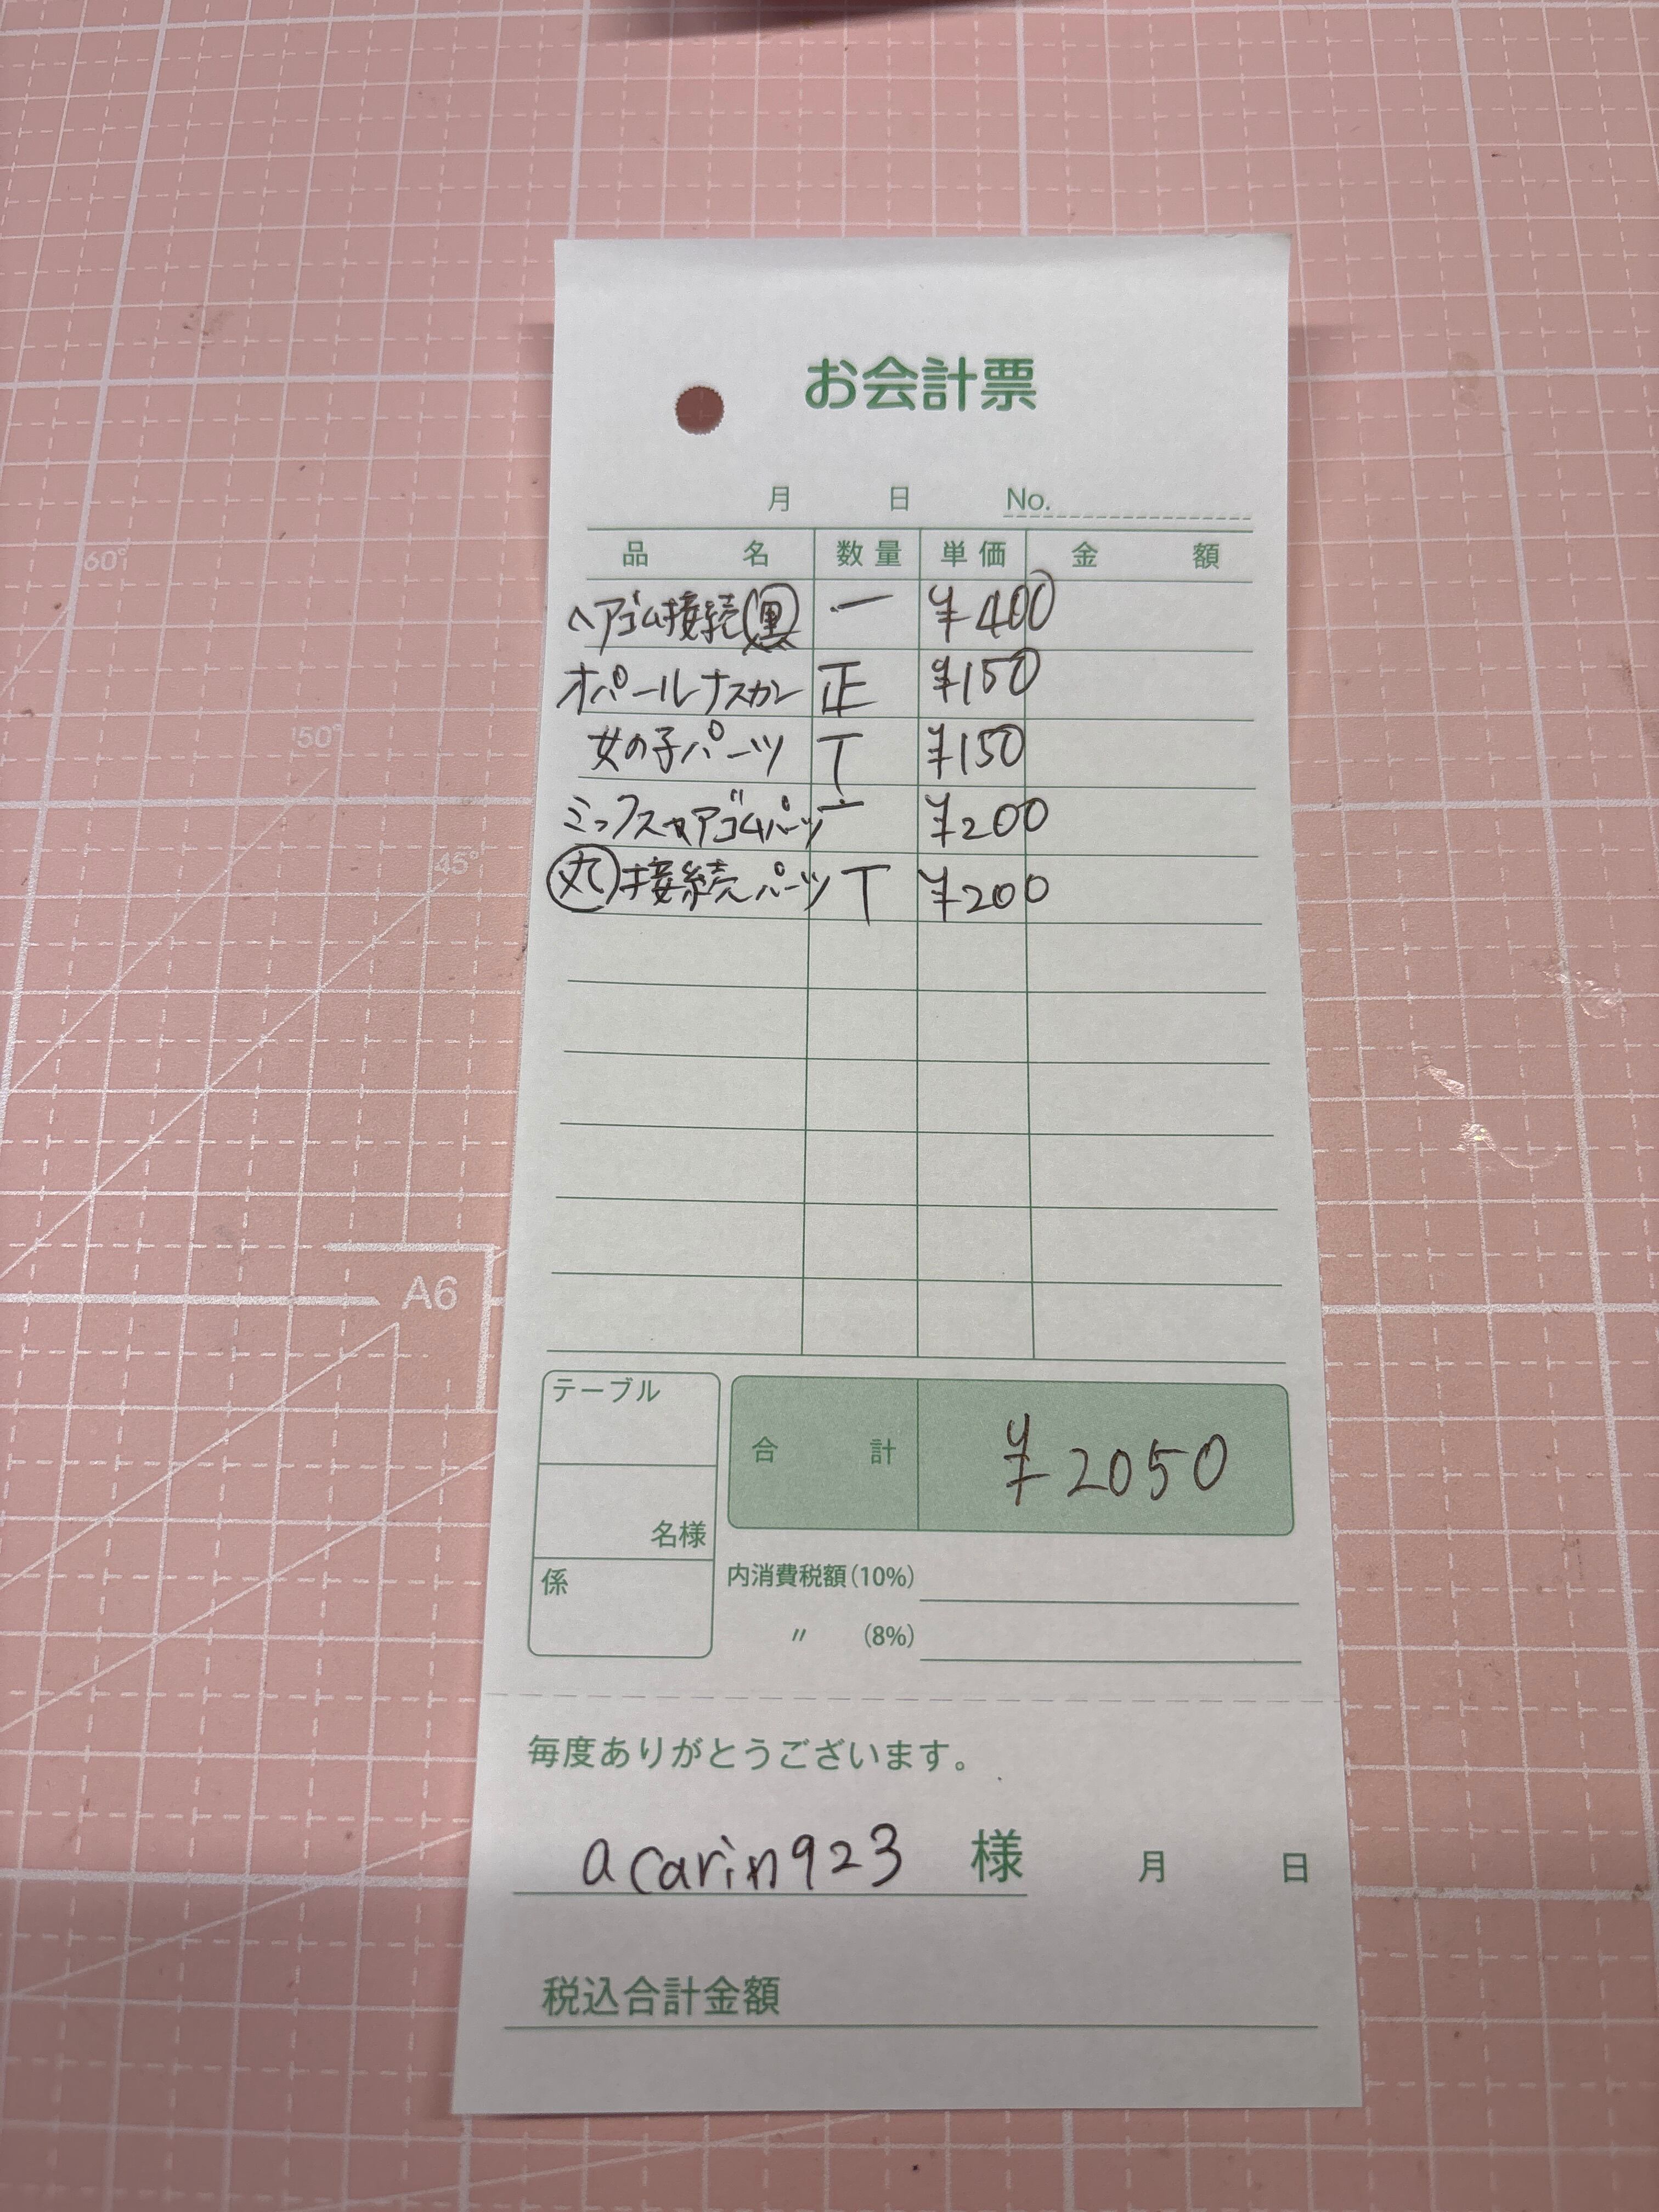 お会計票
月 日 No.
品名 数量 単価 金額
ヘアゴム接続(黒) 一 ¥400
オパールナスカン 正 ¥150
女の子パーツ T ¥150
ミックスヘアゴムパーツ 一 ¥200
丸接続パーツ T ¥200
テーブル
合計 ¥2050
名様
係
内消費税額(10%)
〃 (8%)
毎度ありがとうございます。
acarin923 様 月 日
税込合計金額
60°
50°
45°
A6